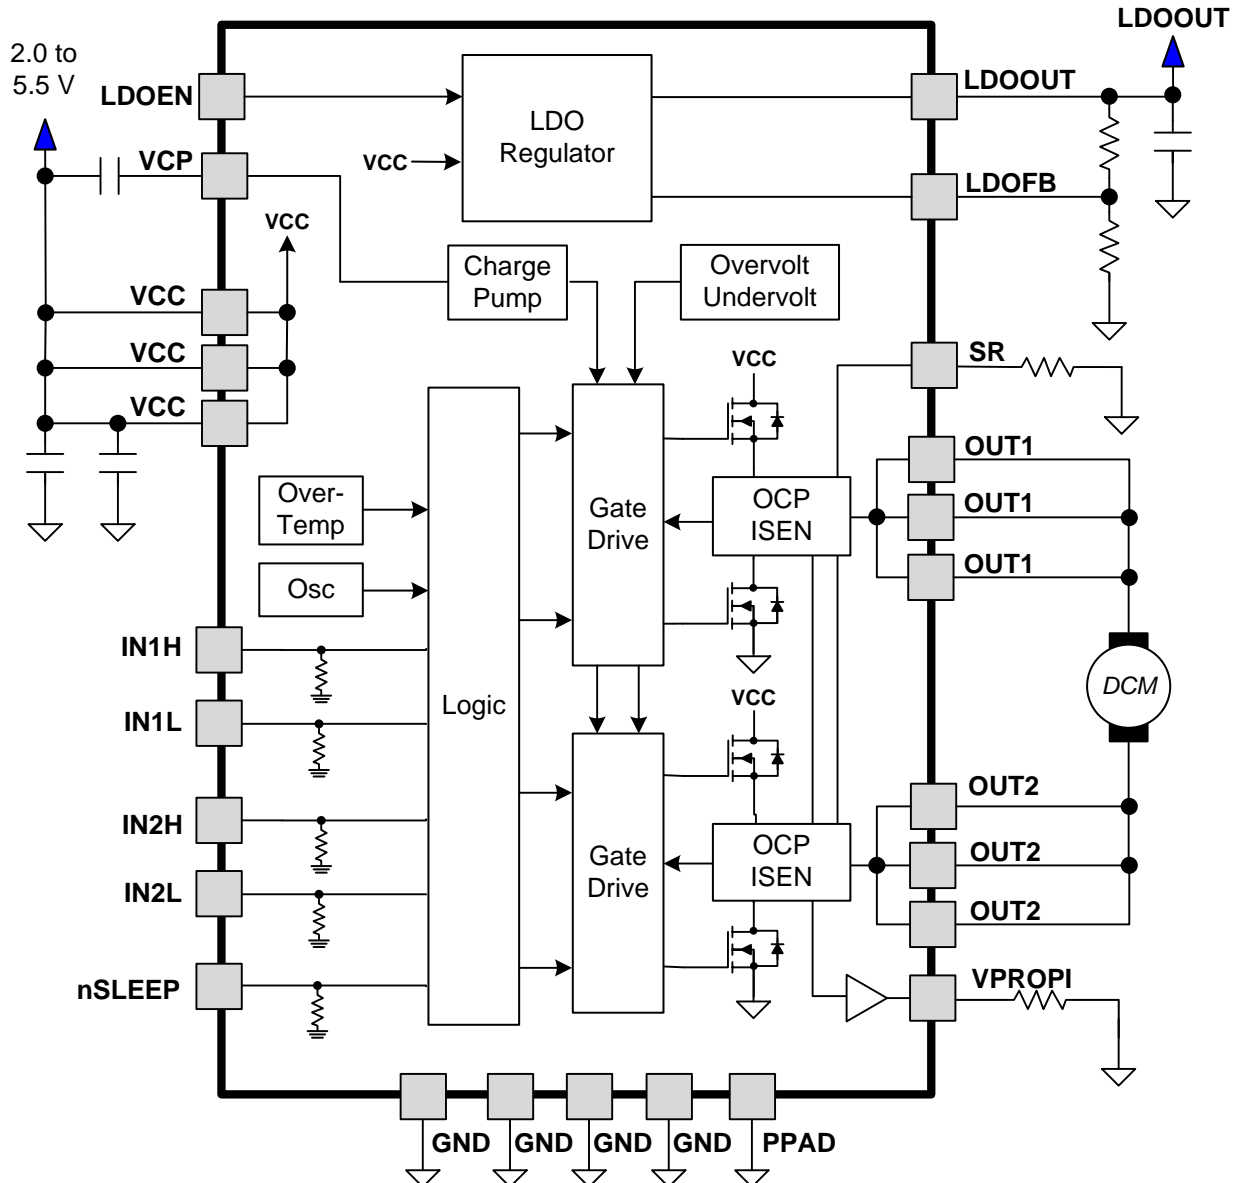 LDOOUT
2.0 to
5.5 V
LDOEN
LDO
Regulator
LDOOUT
VCP
VCC
LDOFB
VCC
Charge
Pump
Overvolt
Undervolt
VCC
VCC
VCC
VCC
SR
OUT1
Over-
Temp
Gate
Drive
OCP
ISEN
OUT1
OUT1
Osc
IN1H
IN1L
Logic
VCC
DCM
IN2H
OUT2
IN2L
Gate
Drive
OCP
ISEN
OUT2
OUT2
nSLEEP
VPROPI
GND
GND
GND
GND
PPAD